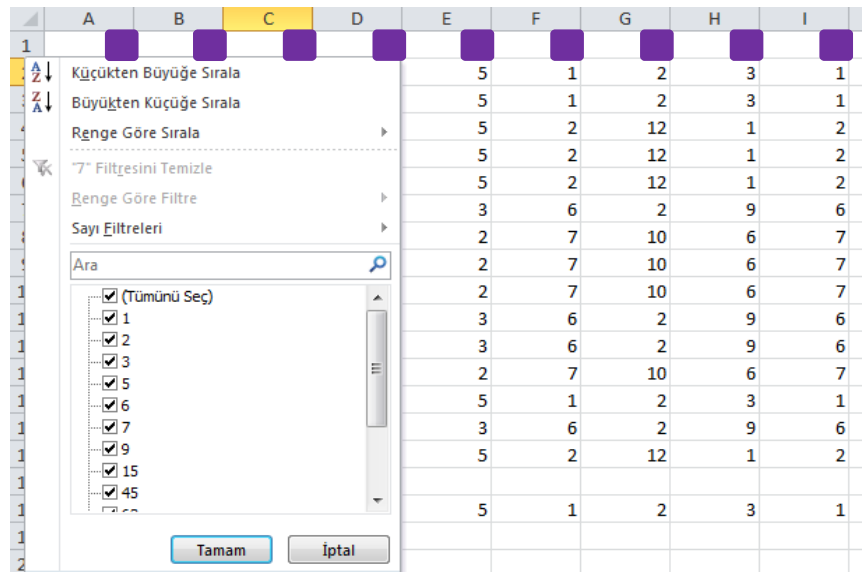 A B C D E F G H I
1
Küçükten Büyüğe Sırala
Büyükten Küçüğe Sırala
Renge Göre Sırala
"7" Filtresini Temizle
Renge Göre Filtre
Sayı Filtreleri
Ara
(Tümünü Seç)
1
2
3
5
6
7
9
15
45
Tamam İptal
5 1 2 3 1
5 1 2 3 1
5 2 12 1 2
5 2 12 1 2
5 2 12 1 2
3 6 2 9 6
2 7 10 6 7
2 7 10 6 7
2 7 10 6 7
3 6 2 9 6
3 6 2 9 6
2 7 10 6 7
5 1 2 3 1
3 6 2 9 6
5 2 12 1 2
5 1 2 3 1